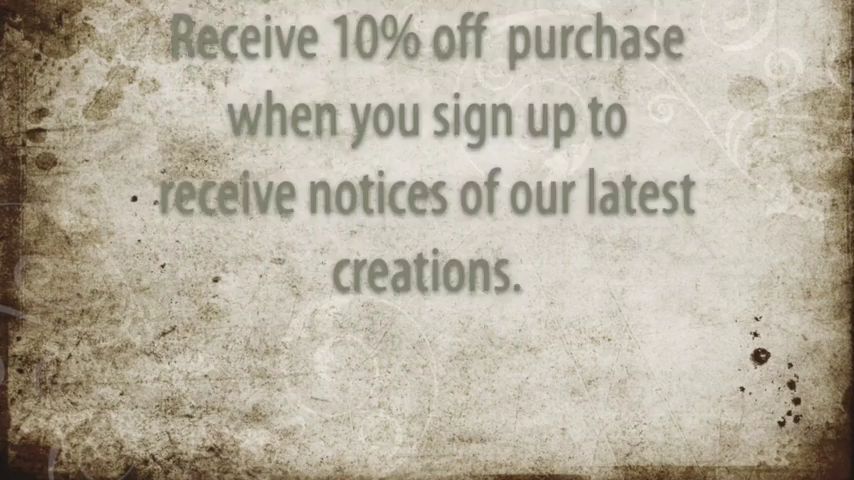 Receive 10% off purchase
when you sign up to
receive notices of our latest
creations.